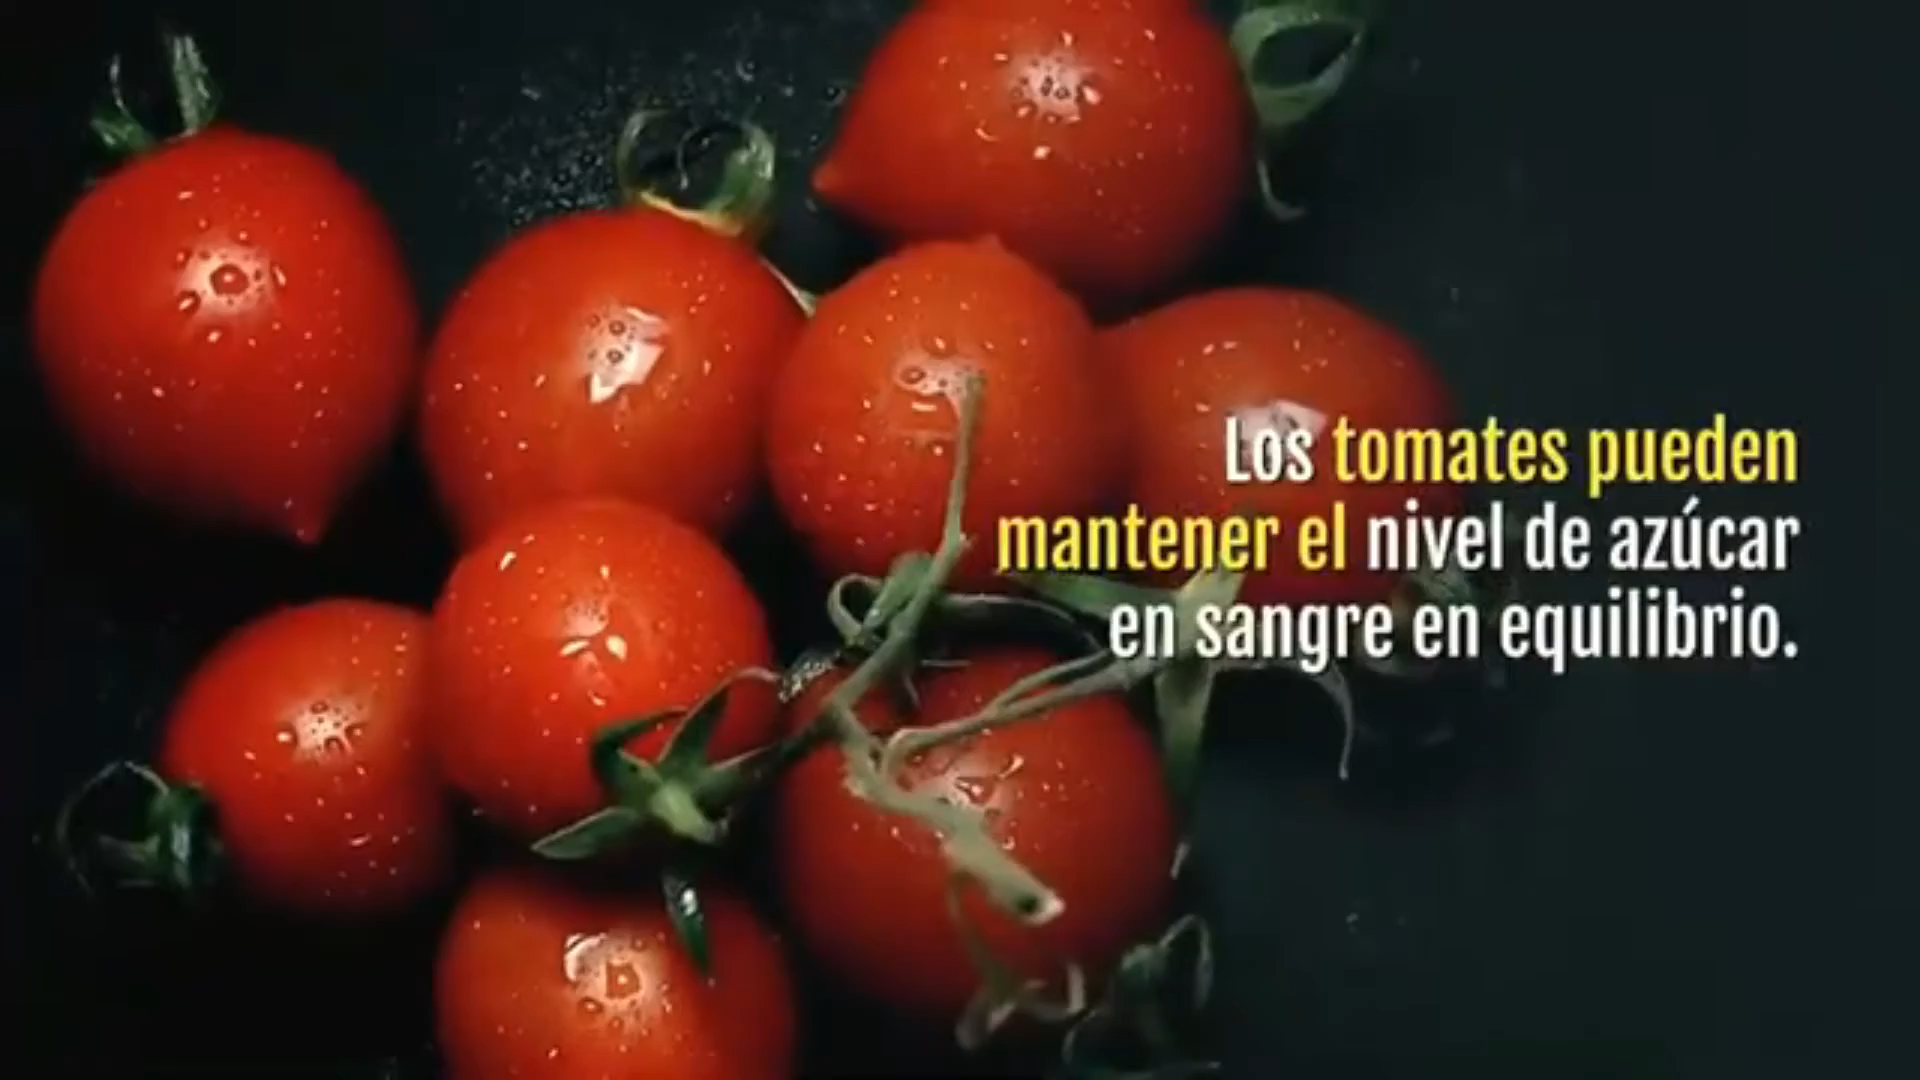 Los tomates pueden
mantener el nivel de azúcar
en sangre en equilibrio.